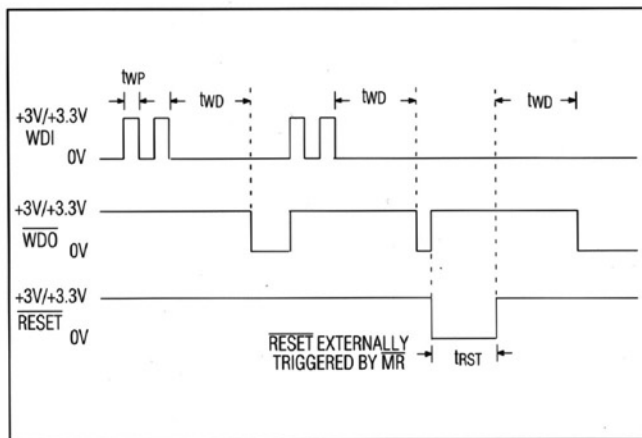 tWP
tWD
tWD
tWD
+3V/+3.3V
WDI
0V
+3V/+3.3V
WDO
0V
+3V/+3.3V
RESET
0V
RESET EXTERNALLY
TRIGGERED BY MR
tRST